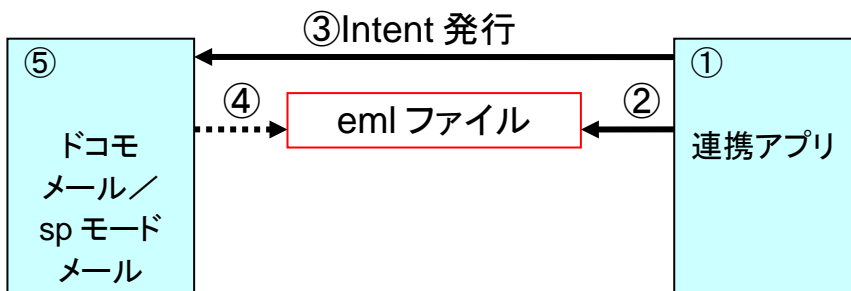 ③Intent 発行
⑤
①
④
②
eml ファイル
ドコモ
メール／
sp モード
メール
連携アプリ